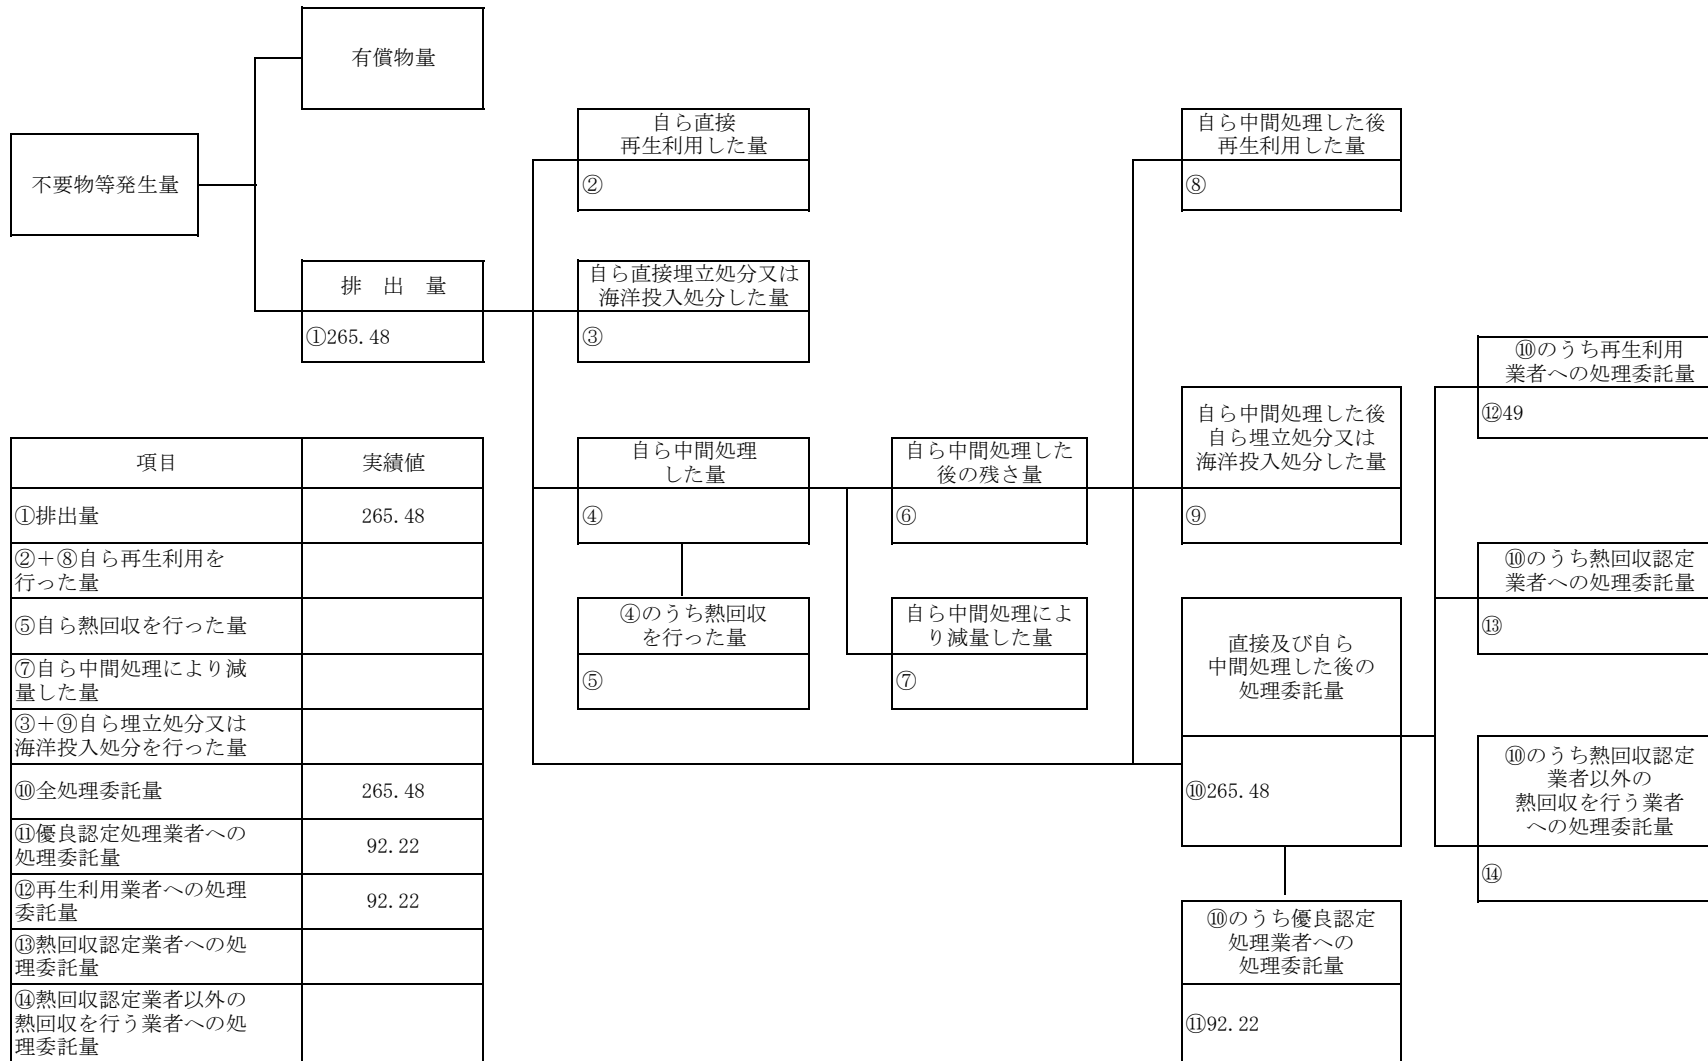 有償物量
不要物等発生量
排 出 量
①265.48
自ら直接
再生利用した量
②
自ら直接埋立処分又は
海洋投入処分した量
③
自ら中間処理
した量
④
④のうち熱回収
を行った量
⑤
自ら中間処理した
後の残さ量
⑥
自ら中間処理によ
り減量した量
⑦
自ら中間処理した後
再生利用した量
⑧
自ら中間処理した後
自ら埋立処分又は
海洋投入処分した量
⑨
直接及び自ら
中間処理した後の
処理委託量
⑩265.48
⑩のうち優良認定
処理業者への
処理委託量
⑪92.22
⑩のうち再生利用
業者への処理委託量
⑫49
⑩のうち熱回収認定
業者への処理委託量
⑬
⑩のうち熱回収認定
業者以外の
熱回収を行う業者
への処理委託量
⑭
項目 実績値
①排出量 265.48
②+⑧自ら再生利用を
行った量
⑤自ら熱回収を行った量
⑦自ら中間処理により減
量した量
③+⑨自ら埋立処分又は
海洋投入処分を行った量
⑩全処理委託量 265.48
⑪優良認定処理業者への
処理委託量 92.22
⑫再生利用業者への処理
委託量 92.22
⑬熱回収認定業者への処
理委託量
⑭熱回収認定業者以外の
熱回収を行う業者への処
理委託量